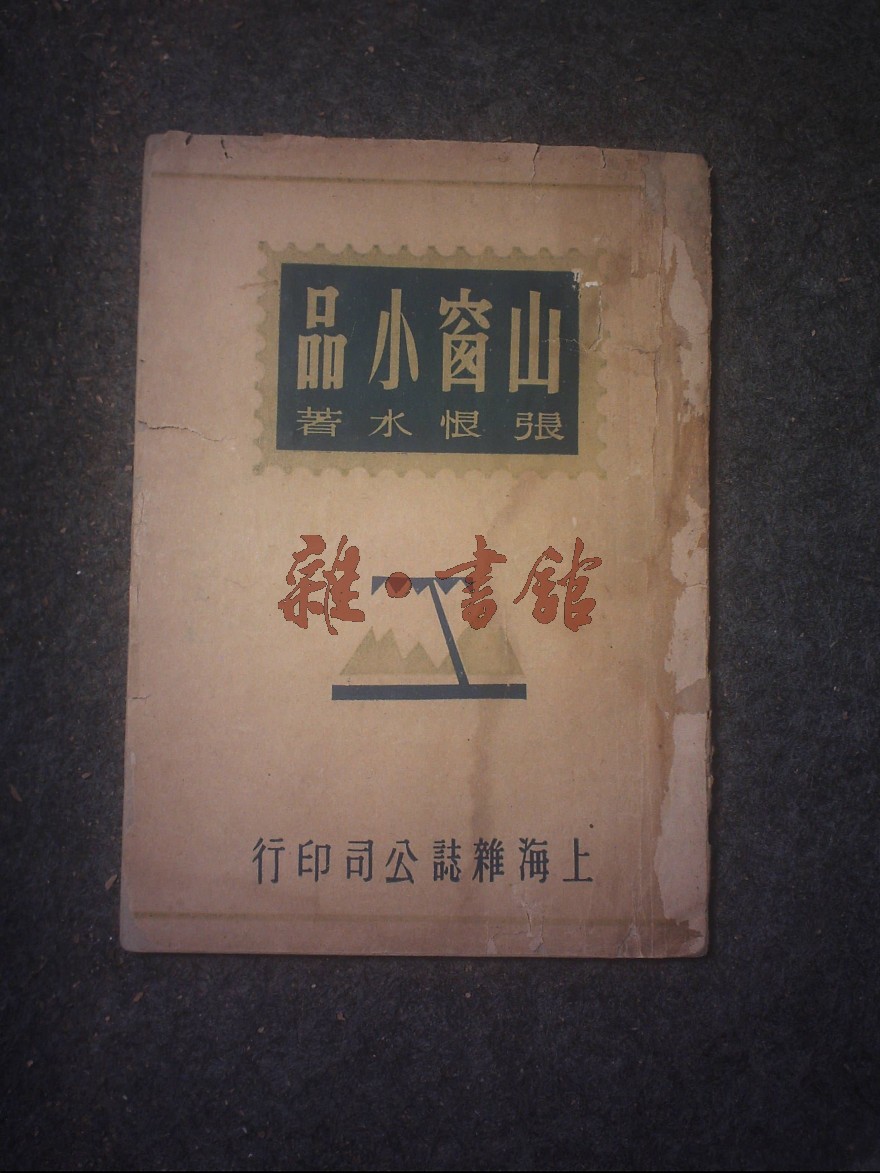 山窗小品
張恨水著
雜·書館
上海雜誌公司印行